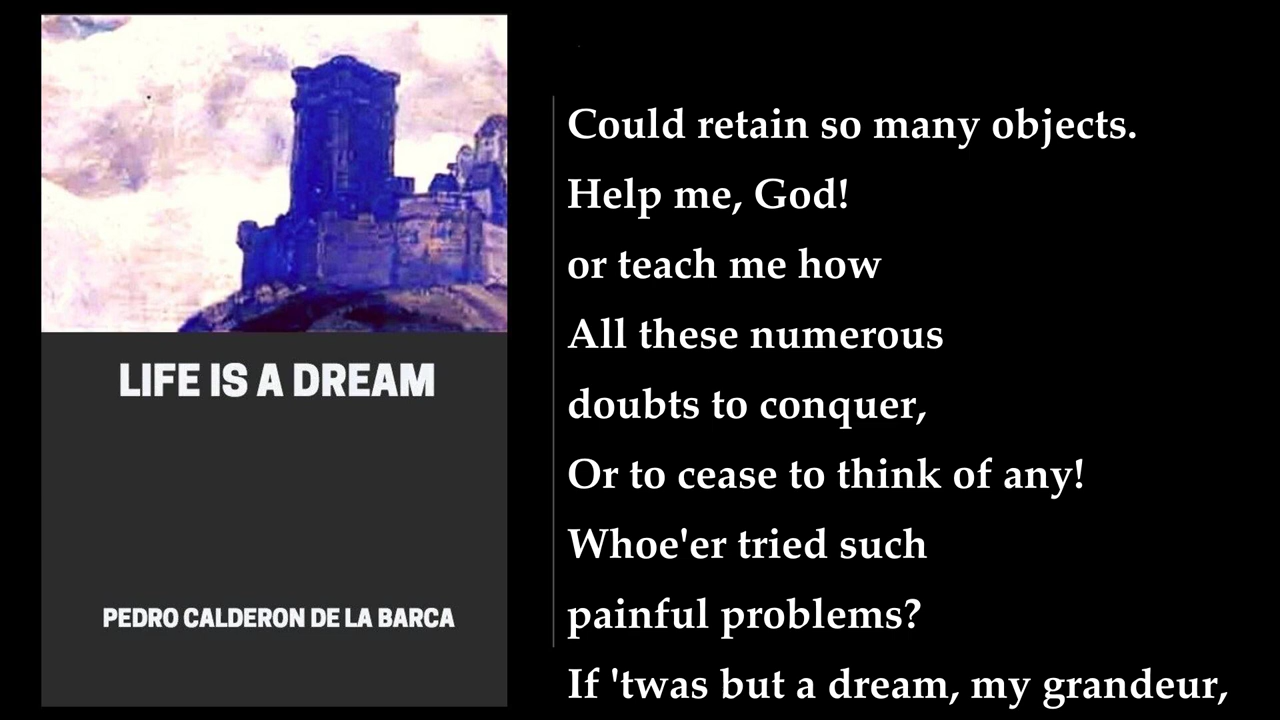 LIFE IS A DREAM
PEDRO CALDERON DE LA BARCA
Could retain so many objects.
Help me, God!
or teach me how
All these numerous
doubts to conquer,
Or to cease to think of any!
Whoe'er tried such
painful problems?
If 'twas but a dream, my grandeur,